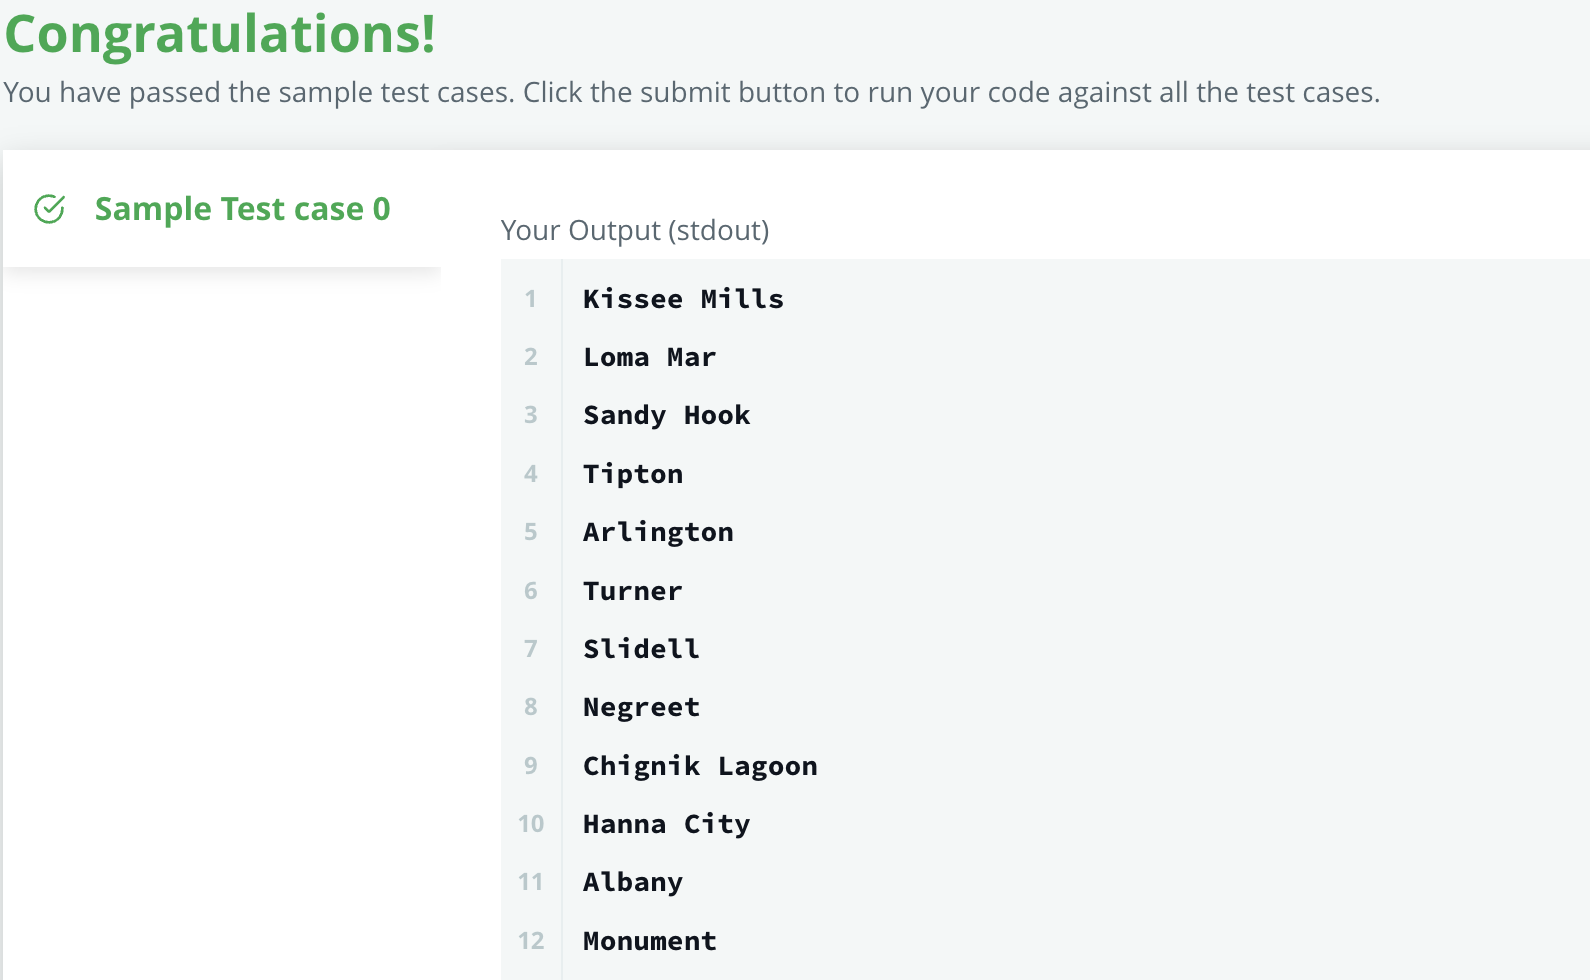 Congratulations!
You have passed the sample test cases. Click the submit button to run your code against all the test cases.
Sample Test case 0
Your Output (stdout)
1 Kissee Mills
2 Loma Mar
3 Sandy Hook
4 Tipton
5 Arlington
6 Turner
7 Slidell
8 Negreet
9 Chignik Lagoon
10 Hanna City
11 Albany
12 Monument